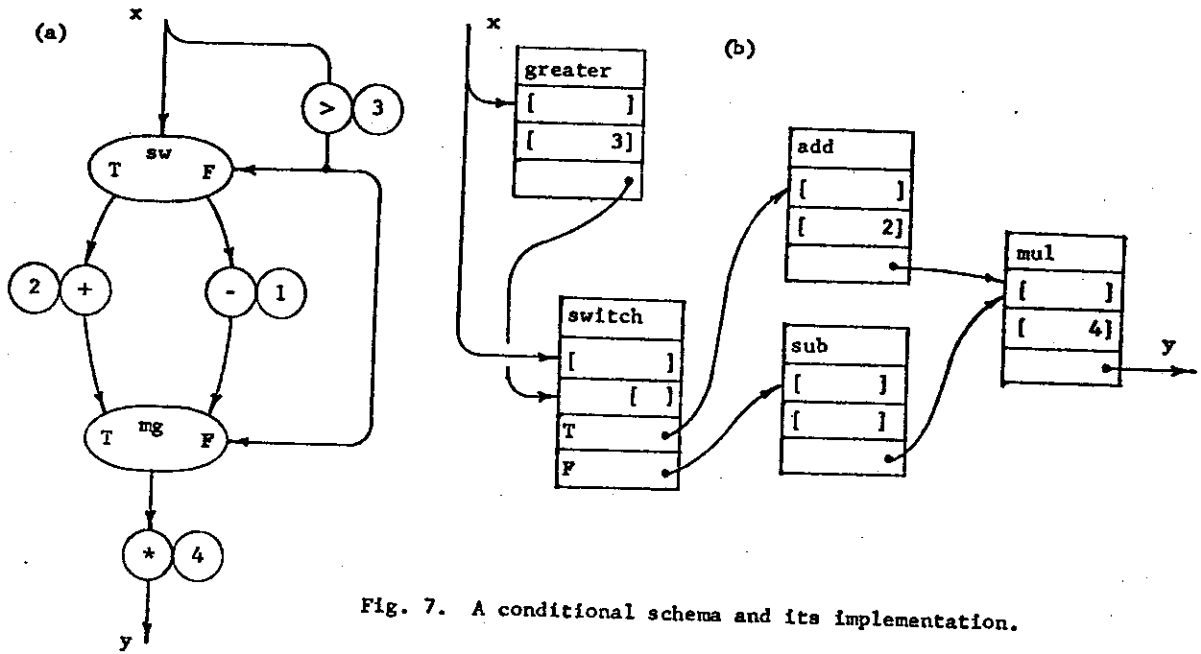 (a)
x
> 3
sw
T F
2 + - 1
mg
T F
* 4
y
(b)
x
greater
[ ]
[ 3]
switch
[ ]
[ ]
T
F
add
[ ]
[ 2]
sub
[ ]
[ ]
mul
[ ]
[ 4]
y
Fig. 7. A conditional schema and its implementation.